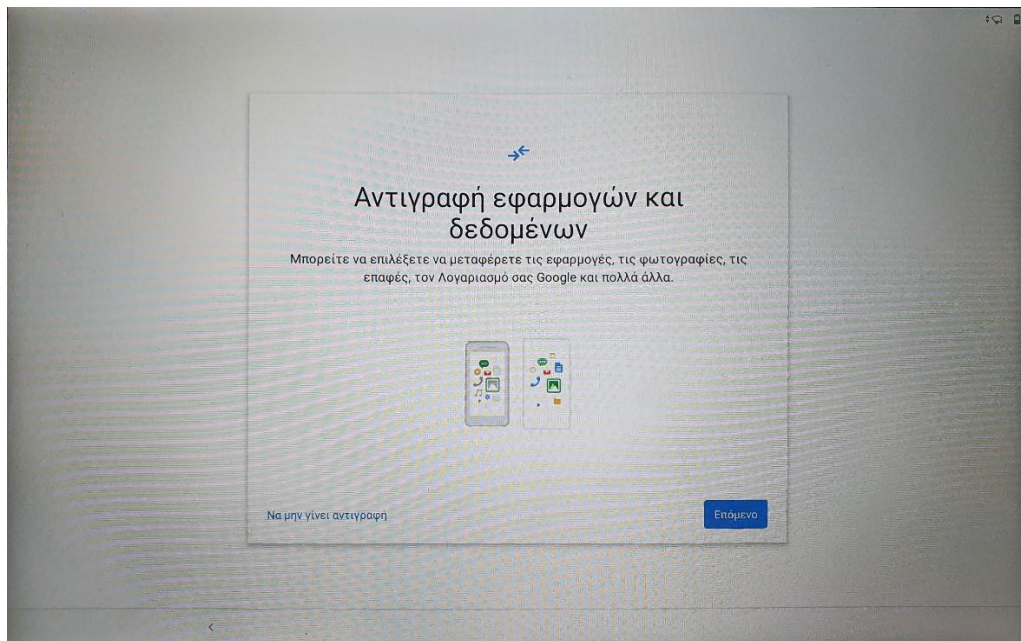 Αντιγραφή εφαρμογών και
δεδομένων
Μπορείτε να επιλέξετε να μεταφέρετε τις εφαρμογές, τις φωτογραφίες, τις
επαφές, τον Λογαριασμό σας Google και πολλά άλλα.
Να μην γίνει αντιγραφή
Επόμενο